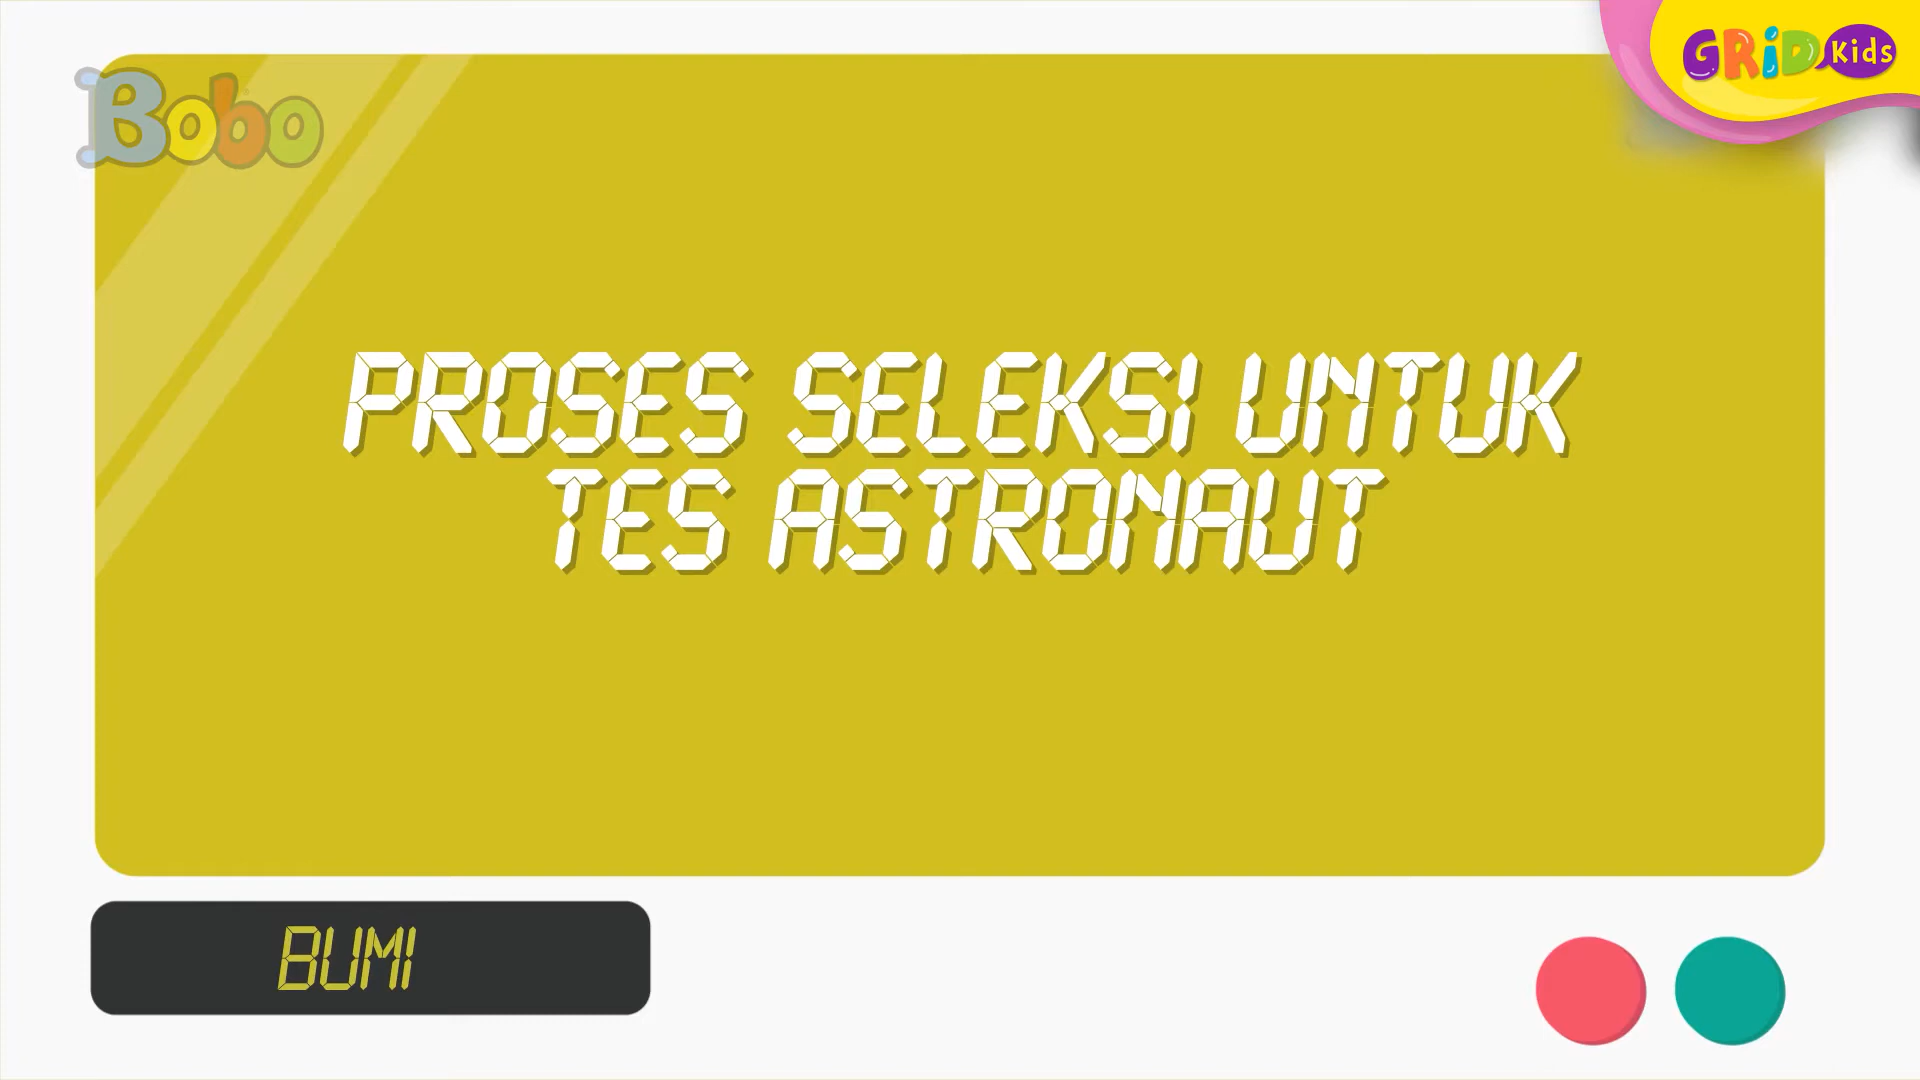 Bobo
GRiD Kids
PROSES SELEKSI UNTUK
TES ASTRONAUT
BUMI